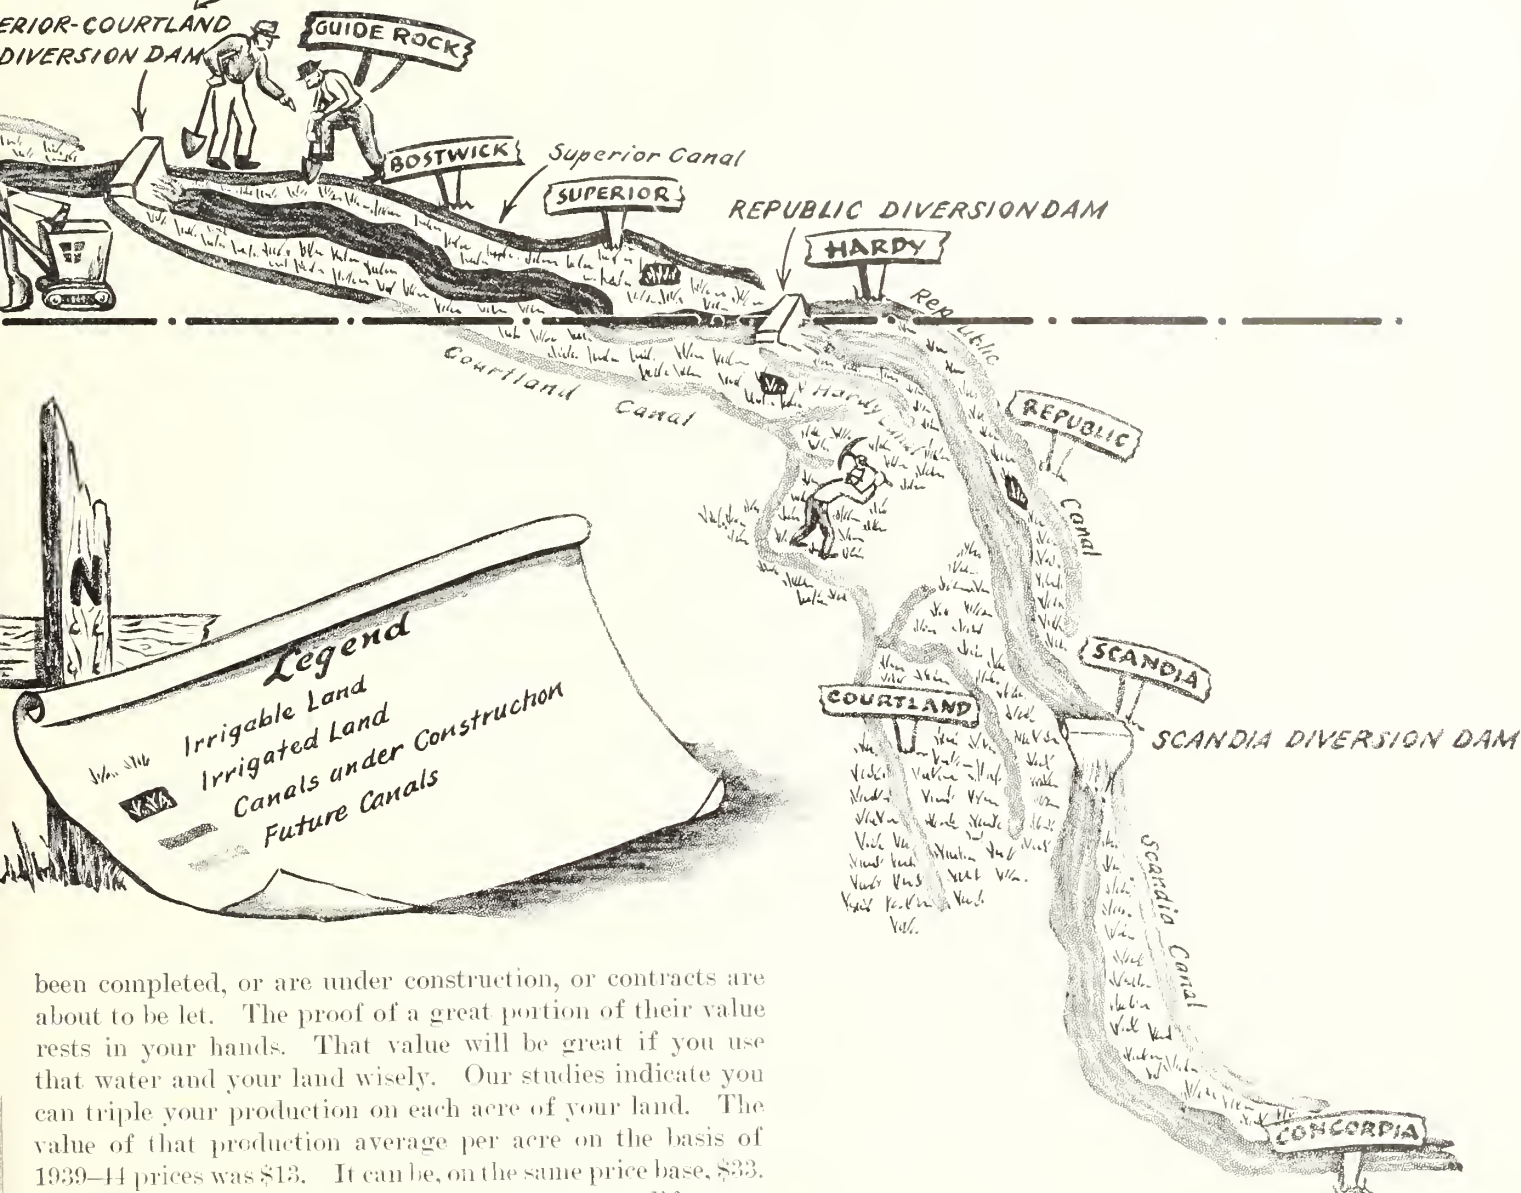 ERIOR-COURTLAND
DIVERSION DAM
GUIDE ROCK
BOSTWICK
Superior Canal
SUPERIOR
REPUBLIC DIVERSION DAM
HARDY
Republic
Courtland Canal
Hardy
REPUBLIC
Canal
N
Legend
Irrigable Land
Irrigated Land
Canals under Construction
Future Canals
SCANDIA
COURTLAND
SCANDIA DIVERSION DAM
Scandia Canal
CONCORDIA
been completed, or are under construction, or contracts are
about to be let. The proof of a great portion of their value
rests in your hands. That value will be great if you use
that water and your land wisely. Our studies indicate you
can triple your production on each acre of your land. The
value of that production average per acre on the basis of
1939–44 prices was $13. It can be, on the same price base, $33.